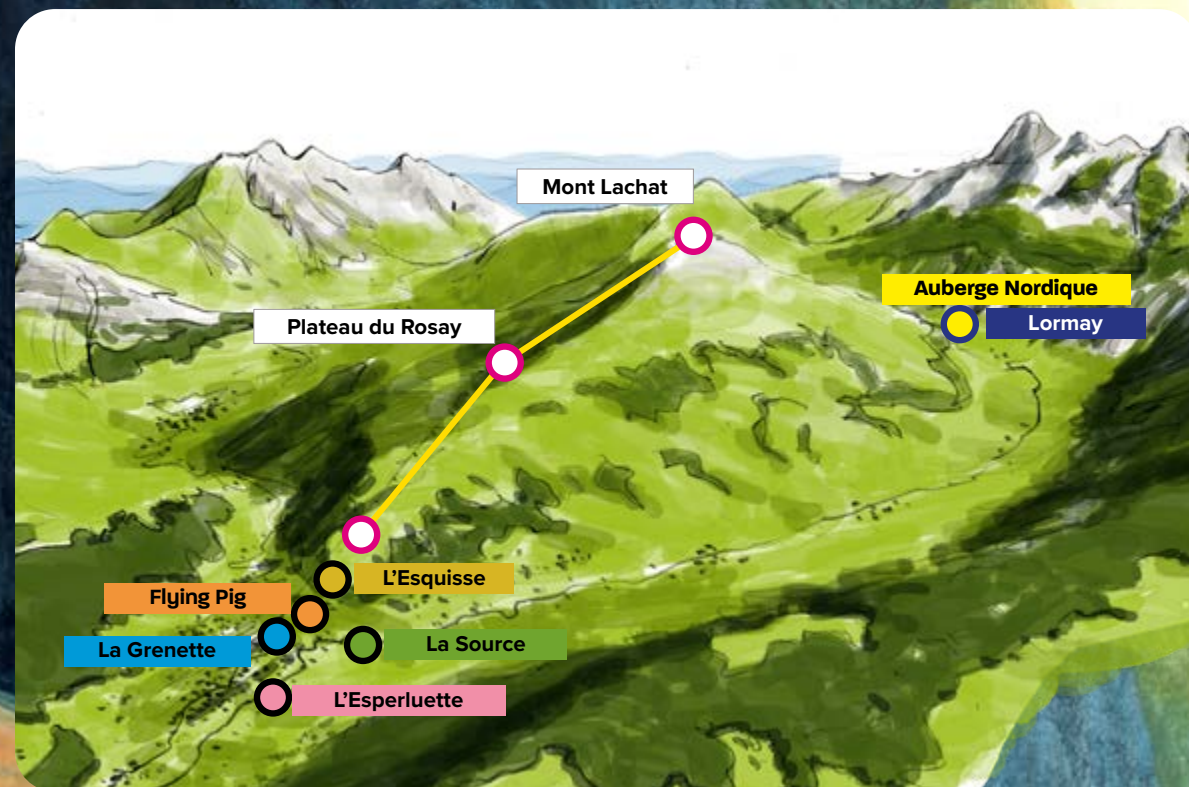 Mont Lachat
Auberge Nordique
Lormay
Plateau du Rosay
L’Esquisse
Flying Pig
La Grenette
La Source
L’Esperluette